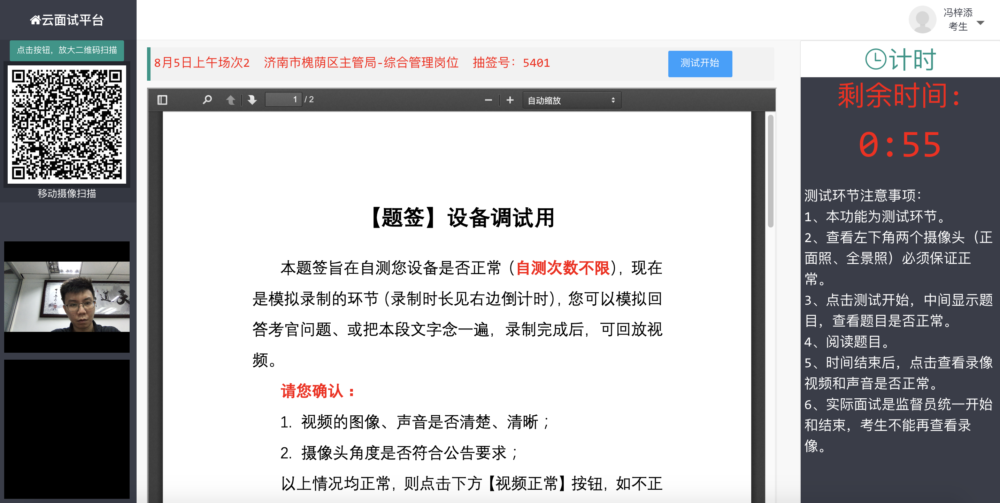 云面试平台
点击按钮，放大二维码扫描
移动摄像扫描
冯梓添
考生
8月5日上午场次2 济南市槐荫区主管局-综合管理岗位 抽签号：5401
测试开始
1 / 2
自动缩放
【题签】设备调试用
本题签旨在自测您设备是否正常（自测次数不限），现在
是模拟录制的环节（录制时长见右边倒计时），您可以模拟回
答考官问题、或把本段文字念一遍，录制完成后，可回放视
频。
请您确认：
1. 视频的图像、声音是否清楚、清晰；
2. 摄像头角度是否符合公告要求；
以上情况均正常，则点击下方【视频正常】按钮，如不正
计时
剩余时间：
0:55
测试环节注意事项：
1、本功能为测试环节。
2、查看左下角两个摄像头（正
面照、全景照）必须保证正
常。
3、点击测试开始，中间显示题
目，查看题目是否正常。
4、阅读题目。
5、时间结束后，点击查看录像
视频和声音是否正常。
6、实际面试是监督员统一开始
和结束，考生不能再查看录
像。